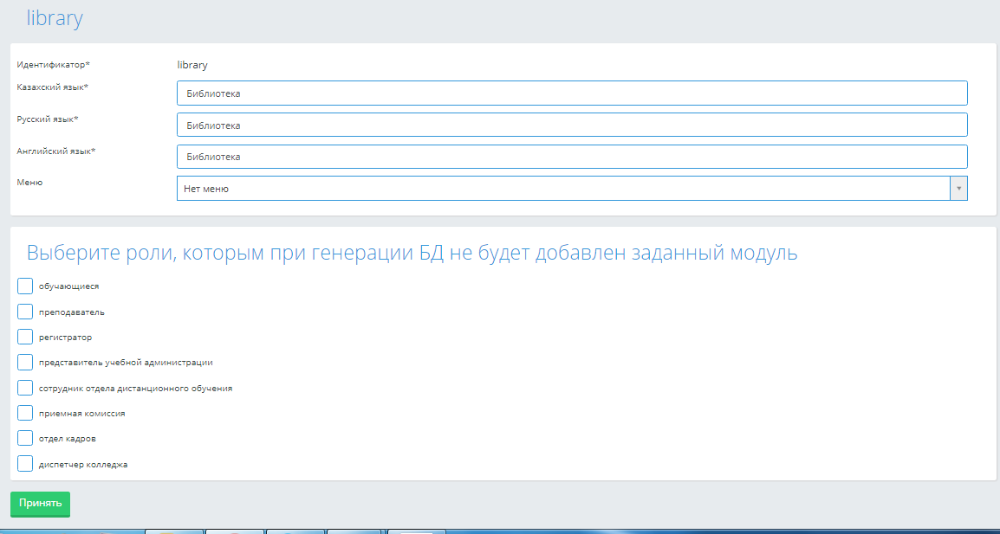 library
Идентификатор* library
Казахский язык* Библиотека
Русский язык* Библиотека
Английский язык* Библиотека
Меню Нет меню
Выберите роли, которым при генерации БД не будет добавлен заданный модуль
обучающиеся
преподаватель
регистратор
представитель учебной администрации
сотрудник отдела дистанционного обучения
приемная комиссия
отдел кадров
диспетчер колледжа
Принять